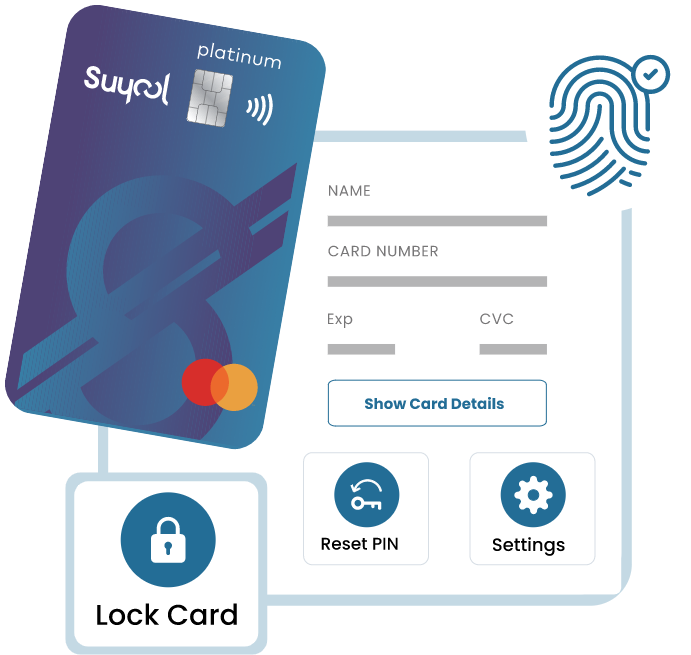 platinum
Suyool
NAME
CARD NUMBER
Exp
CVC
Show Card Details
Reset PIN
Settings
Lock Card